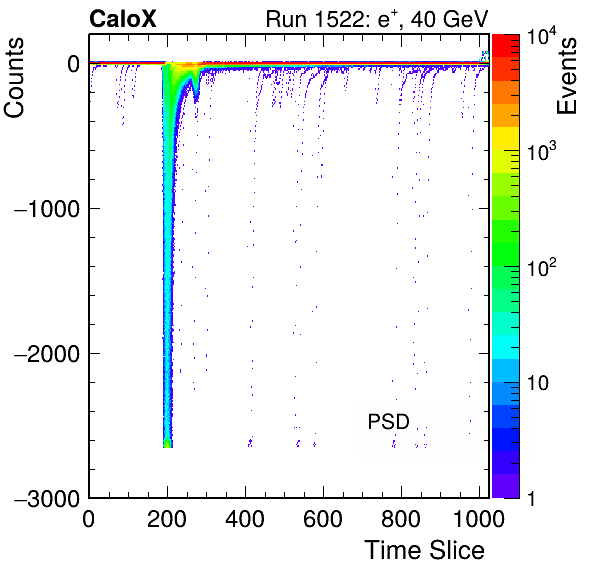 CaloX Run 1522: e⁺, 40 GeV
Counts
Events
0
−1000
−2000
−3000
10⁴
10³
10²
10
1
PSD
0 200 400 600 800 1000
Time Slice